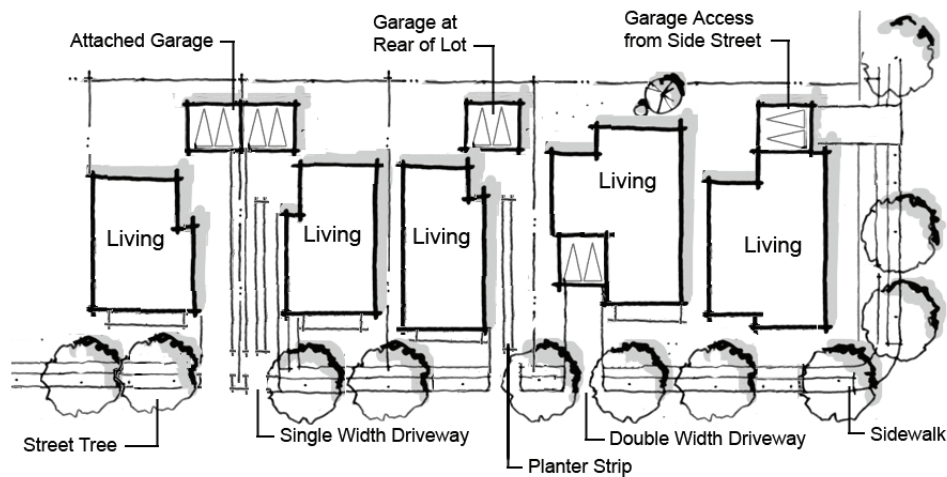 Attached Garage
Garage at
Rear of Lot
Garage Access
from Side Street
Living
Living
Living
Living
Living
Street Tree
Single Width Driveway
Planter Strip
Double Width Driveway
Sidewalk